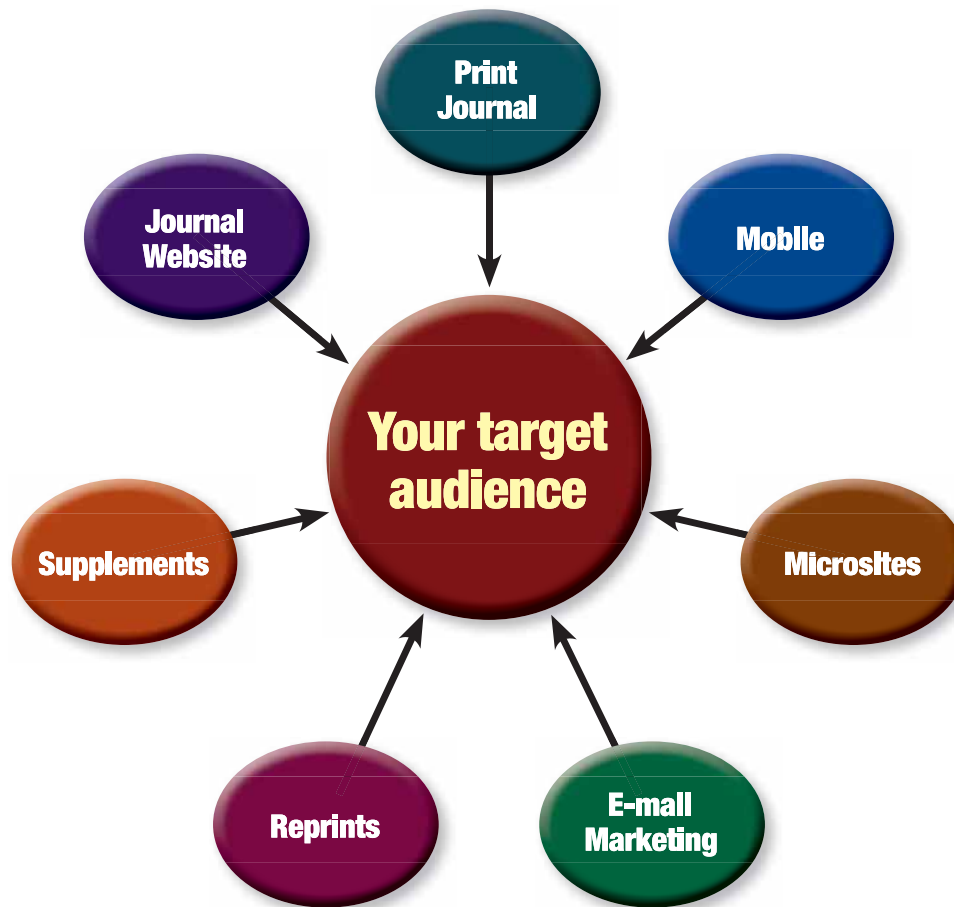 Print
Journal
Journal
Website
Mobile
Your target
audience
Supplements
Microsites
Reprints
E-mail
Marketing